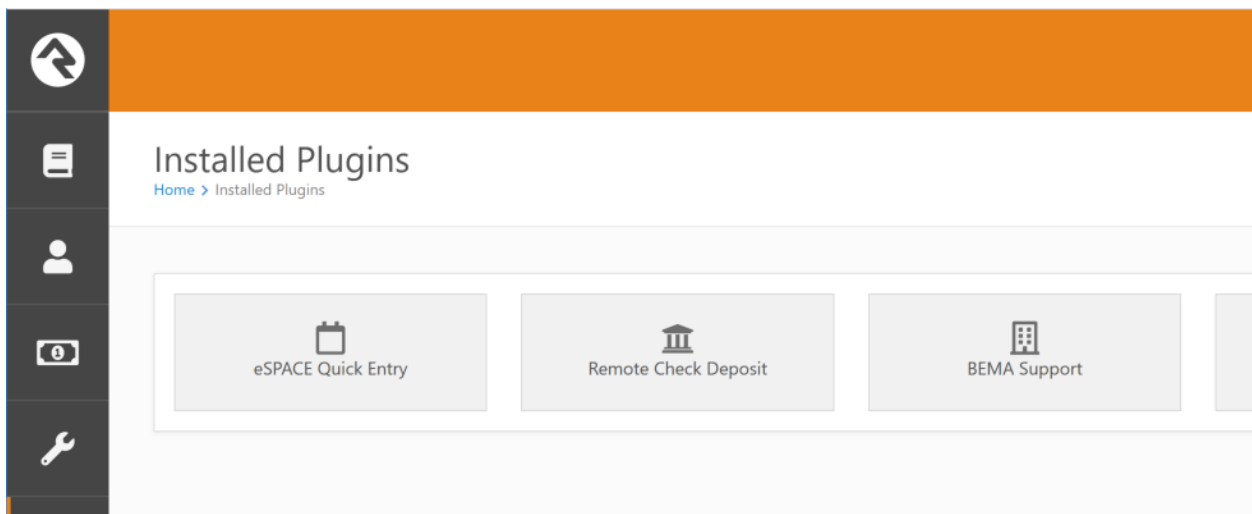 Installed Plugins
Home > Installed Plugins
eSPACE Quick Entry
Remote Check Deposit
BEMA Support